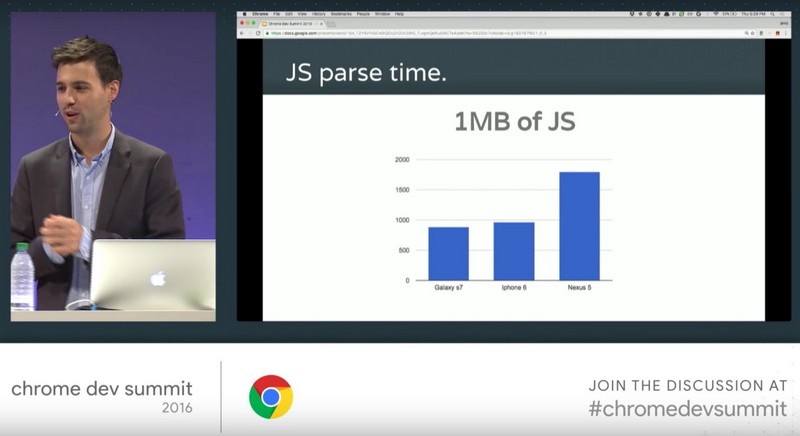 Chrome File Edit View History Bookmarks People Window Help
Chrome Dev Summit 2016
JS parse time.
1MB of JS
2000
1500
1000
500
0
Galaxy s7
Iphone 6
Nexus 5
chrome dev summit
2016
JOIN THE DISCUSSION AT
#chromedevsummit